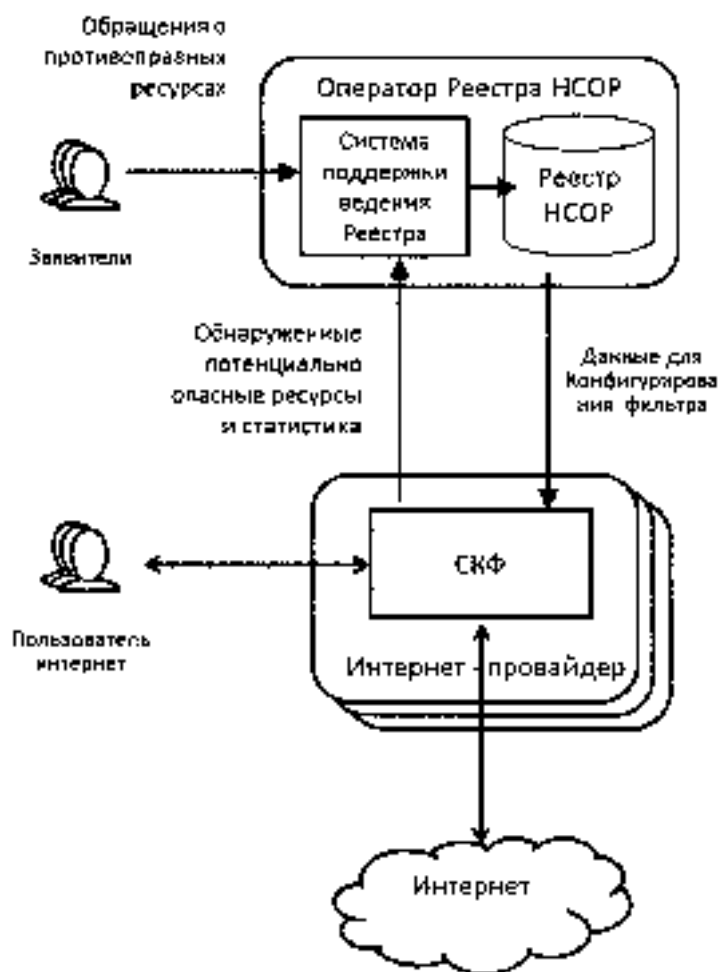 Обращения о
противоправных
ресурсах
Оператор Реестра НСОР
Система
поддержки
ведения
Реестра
Реестр
НСОР
Заявители
Обнаруженные
потенциально
опасные ресурсы
и статистика
Данные для
Конфигурирова
ния фильтра
СКФ
Пользователь
интернет
Интернет - провайдер
Интернет